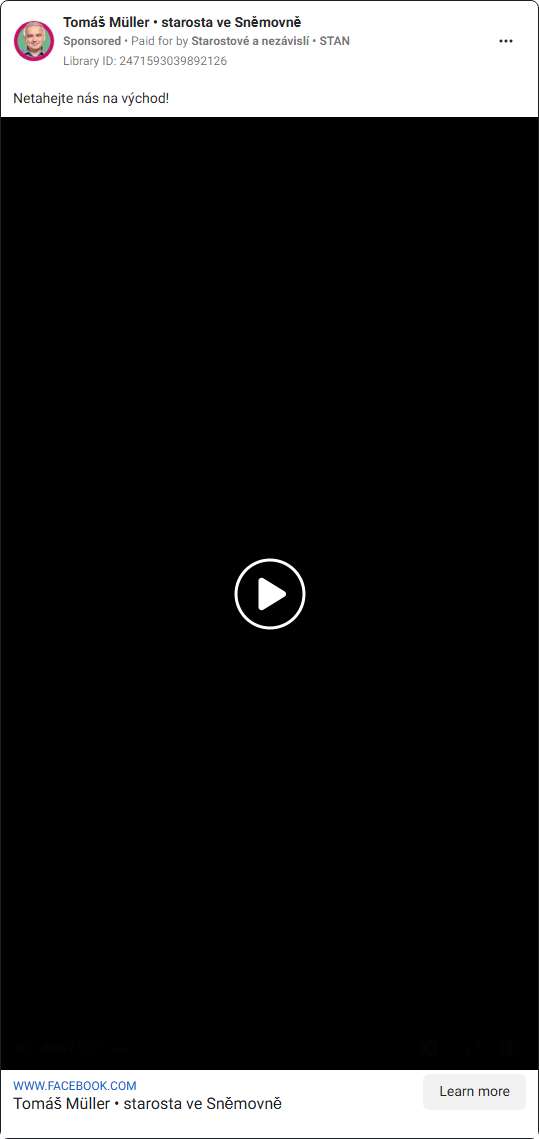 Tomáš Müller • starosta ve Sněmovně
Sponsored • Paid for by Starostové a nezávislí • STAN
Library ID: 2471593039892126
Netahejte nás na východ!
WWW.FACEBOOK.COM
Tomáš Müller • starosta ve Sněmovně
Learn more